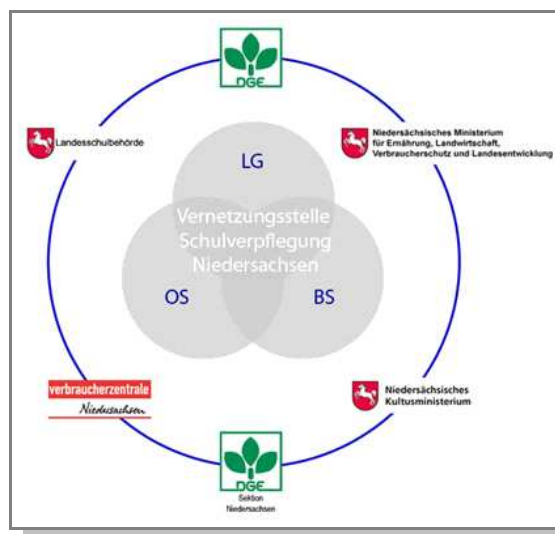 DGE
Landesschulbehörde
Niedersächsisches Ministerium
für Ernährung, Landwirtschaft,
Verbraucherschutz und Landesentwicklung
LG
Vernetzungsstelle
Schulverpflegung
Niedersachsen
OS
BS
verbraucherzentrale
Niedersachsen
Niedersächsisches
Kultusministerium
DGE
Sektion
Niedersachsen